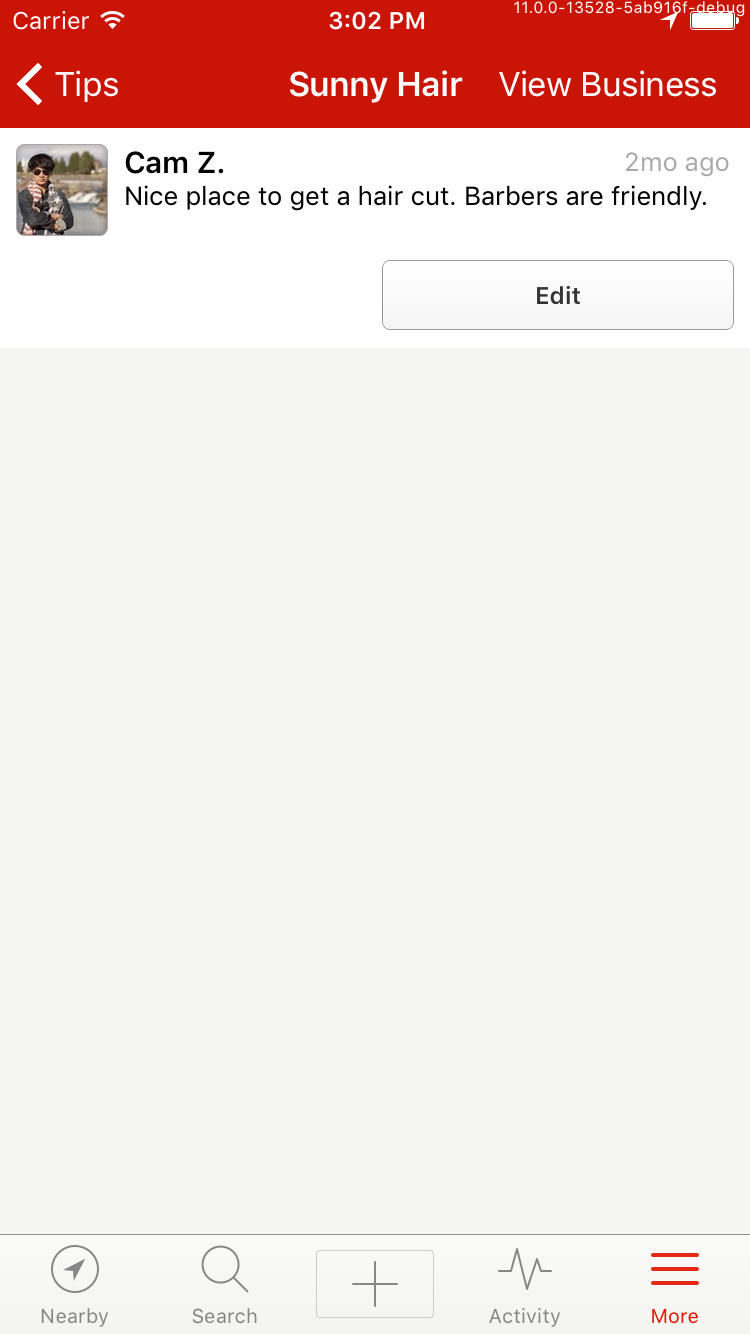 11.0.0-13528-5ab916f-debug
Carrier 3:02 PM
Tips Sunny Hair View Business
Cam Z. 2mo ago
Nice place to get a hair cut. Barbers are friendly.
Edit
Nearby Search Activity More